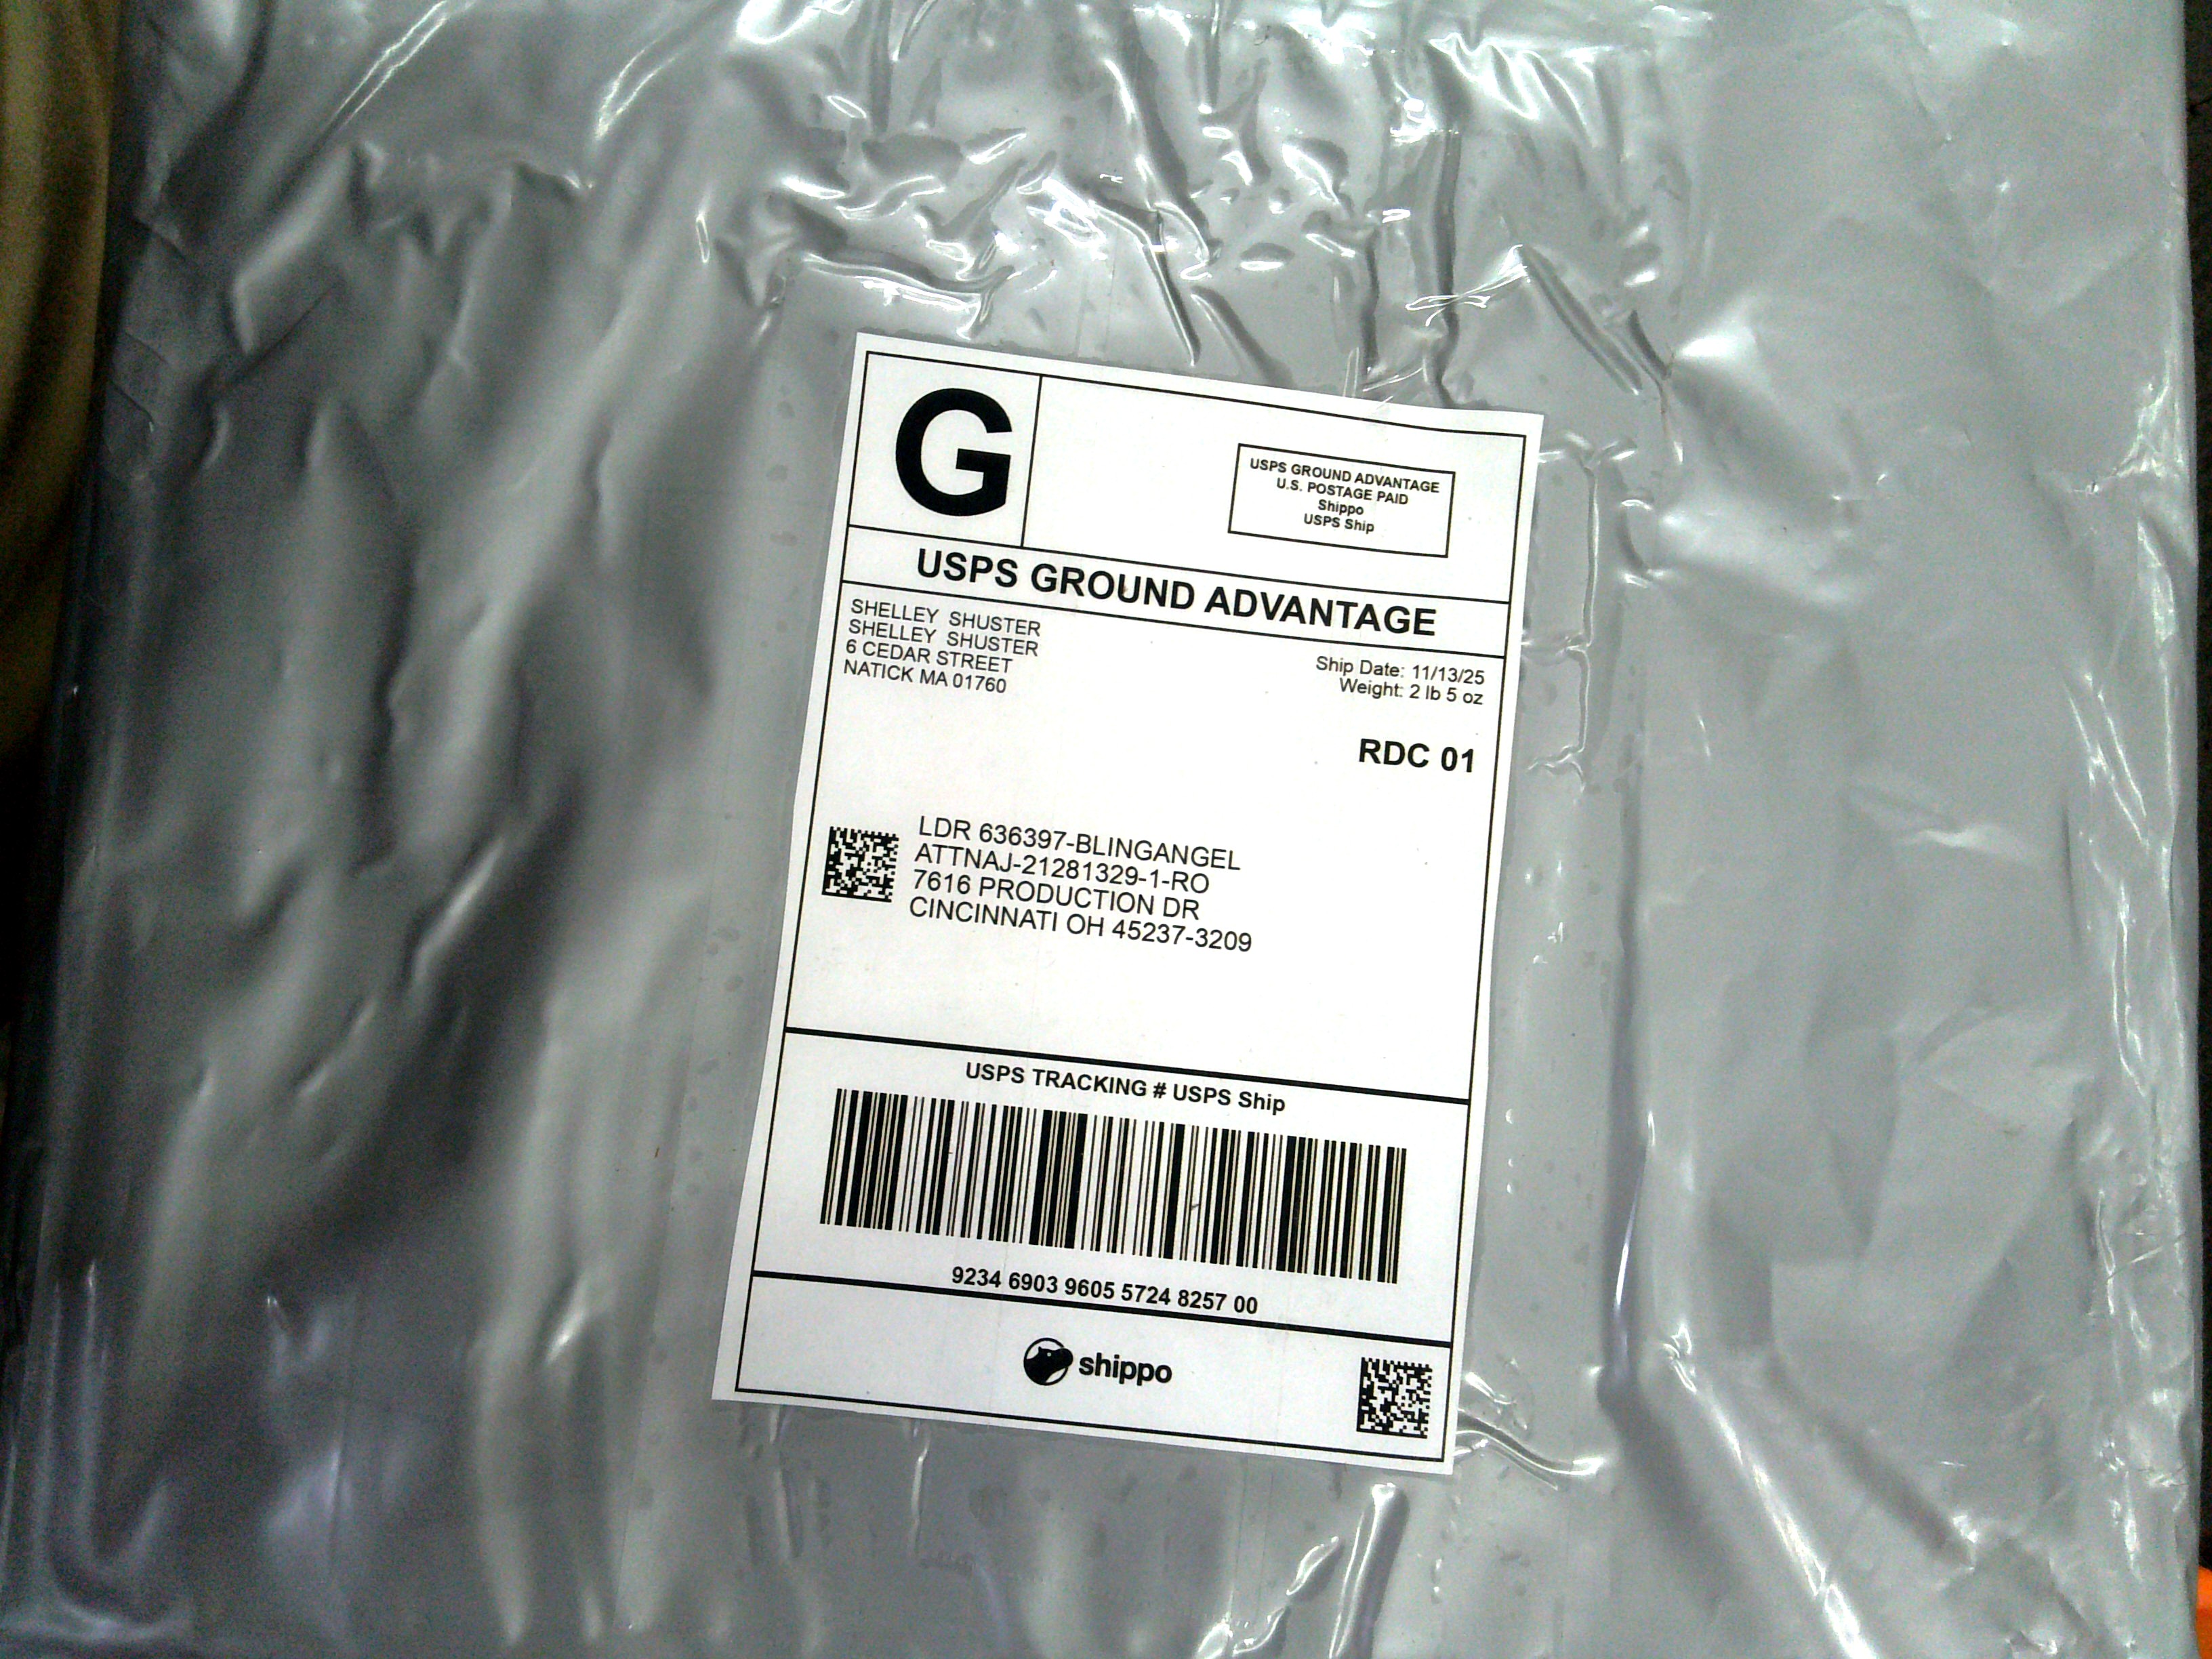 G
USPS GROUND ADVANTAGE
U.S. POSTAGE PAID
Shippo
USPS Ship
USPS GROUND ADVANTAGE
SHELLEY SHUSTER
SHELLEY SHUSTER
6 CEDAR STREET
NATICK MA 01760
Ship Date: 11/13/25
Weight: 2 lb 5 oz
RDC 01
LDR 636397-BLINGANGEL
ATTNAJ-21281329-1-RO
7616 PRODUCTION DR
CINCINNATI OH 45237-3209
USPS TRACKING # USPS Ship
9234 6903 9605 5724 8257 00
shippo